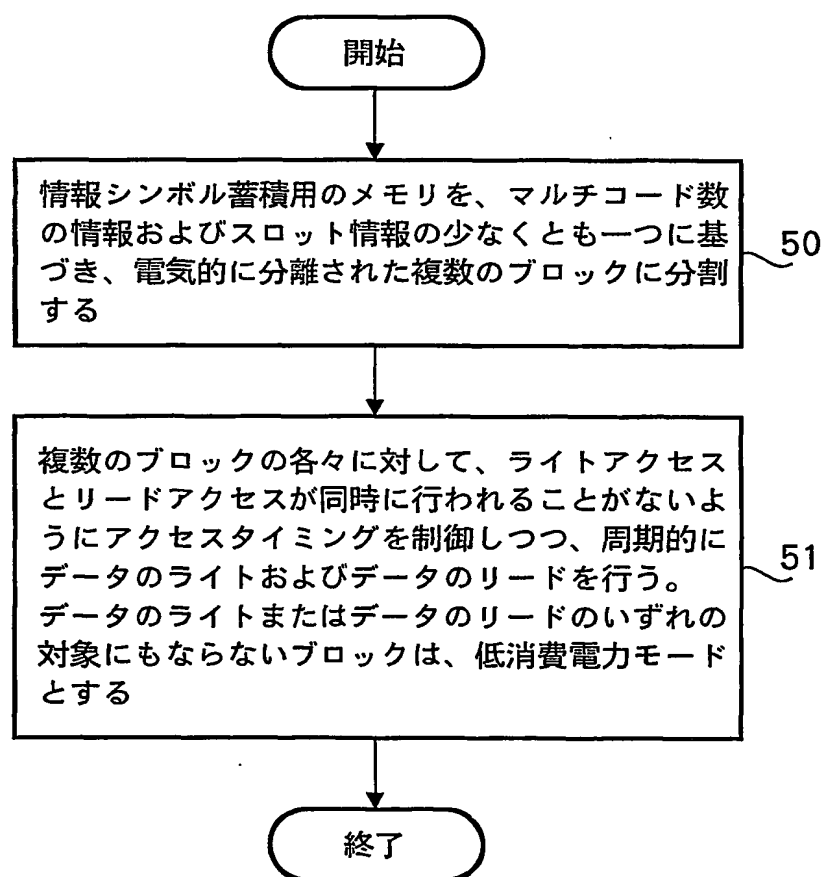 開始
情報シンボル蓄積用のメモリを、マルチコード数
の情報およびスロット情報の少なくとも一つに基
づき、電気的に分離された複数のブロックに分割
する
50
複数のブロックの各々に対して、ライトアクセス
とリードアクセスが同時に行われることがないよ
うにアクセスタイミングを制御しつつ、周期的に
データのライトおよびデータのリードを行う。
データのライトまたはデータのリードのいずれの
対象にもならないブロックは、低消費電力モード
とする
51
終了